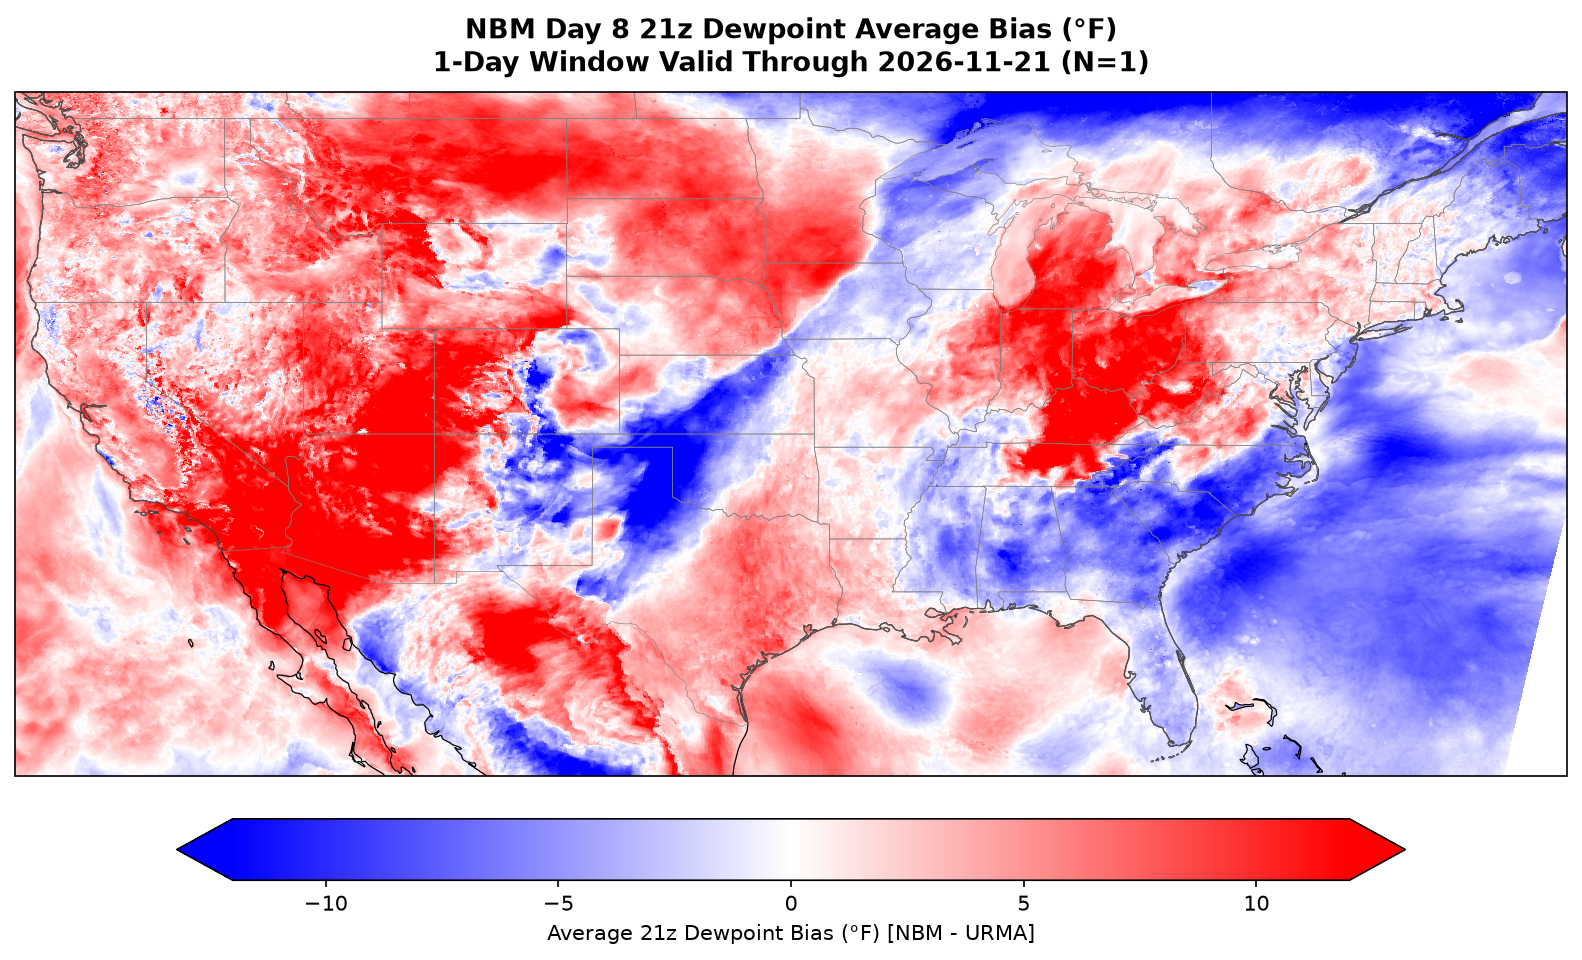 NBM Day 8 21z Dewpoint Average Bias (°F)
1-Day Window Valid Through 2026-11-21 (N=1)
−10
−5
0
5
10
Average 21z Dewpoint Bias (°F) [NBM - URMA]